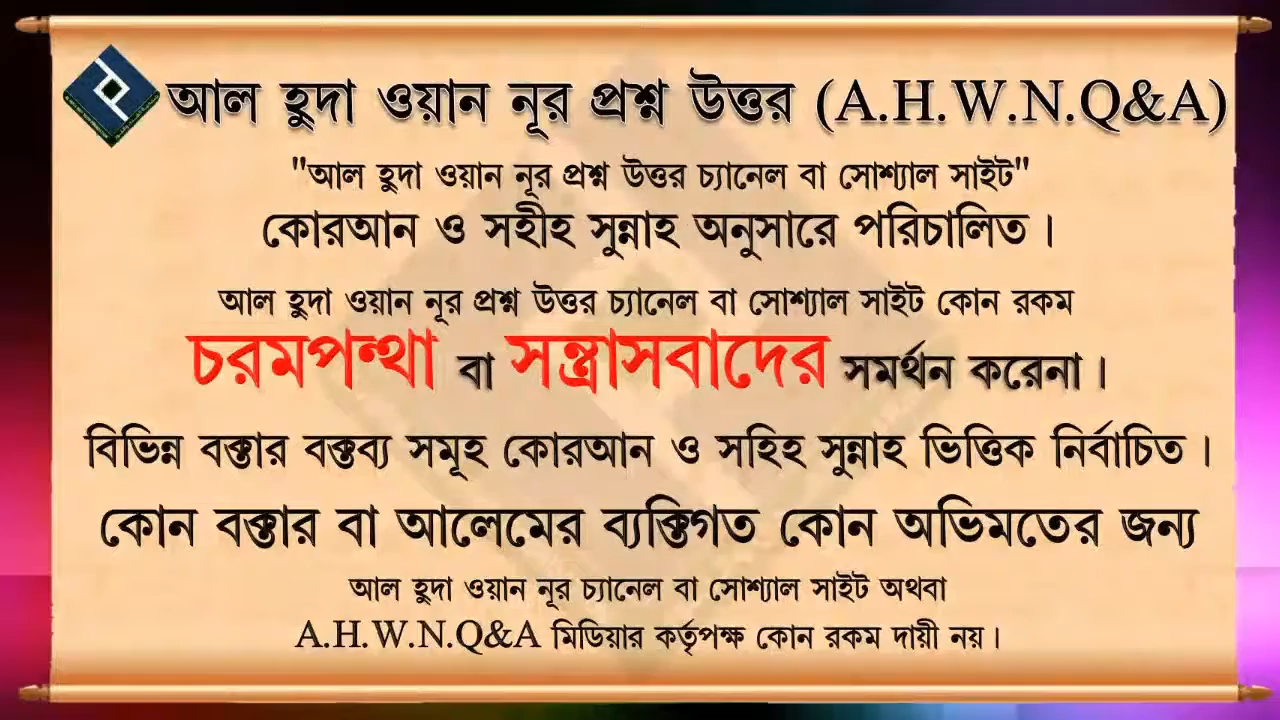 আল হুদা ওয়ান নূর প্রশ্ন উত্তর (A.H.W.N.Q&A)
"আল হুদা ওয়ান নূর প্রশ্ন উত্তর চ্যানেল বা সোশ্যাল সাইট"
কোরআন ও সহীহ সুন্নাহ অনুসারে পরিচালিত ।
আল হুদা ওয়ান নূর প্রশ্ন উত্তর চ্যানেল বা সোশ্যাল সাইট কোন রকম
চরমপন্থা বা সন্ত্রাসবাদের সমর্থন করেনা ।
বিভিন্ন বক্তার বক্তব্য সমূহ কোরআন ও সহিহ সুন্নাহ ভিত্তিক নির্বাচিত ।
কোন বক্তার বা আলেমের ব্যক্তিগত কোন অভিমতের জন্য
আল হুদা ওয়ান নূর চ্যানেল বা সোশ্যাল সাইট অথবা
A.H.W.N.Q&A মিডিয়ার কর্তৃপক্ষ কোন রকম দায়ী নয় ।